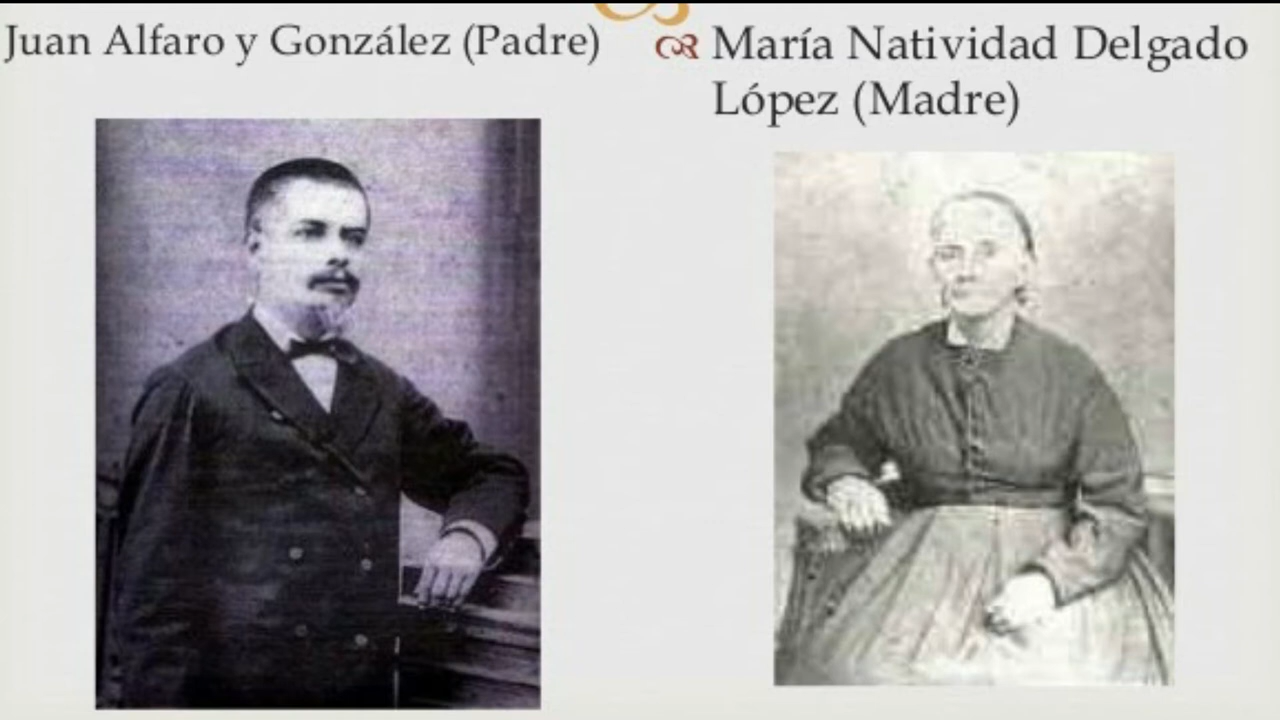 Juan Alfaro y González (Padre)
María Natividad Delgado
López (Madre)